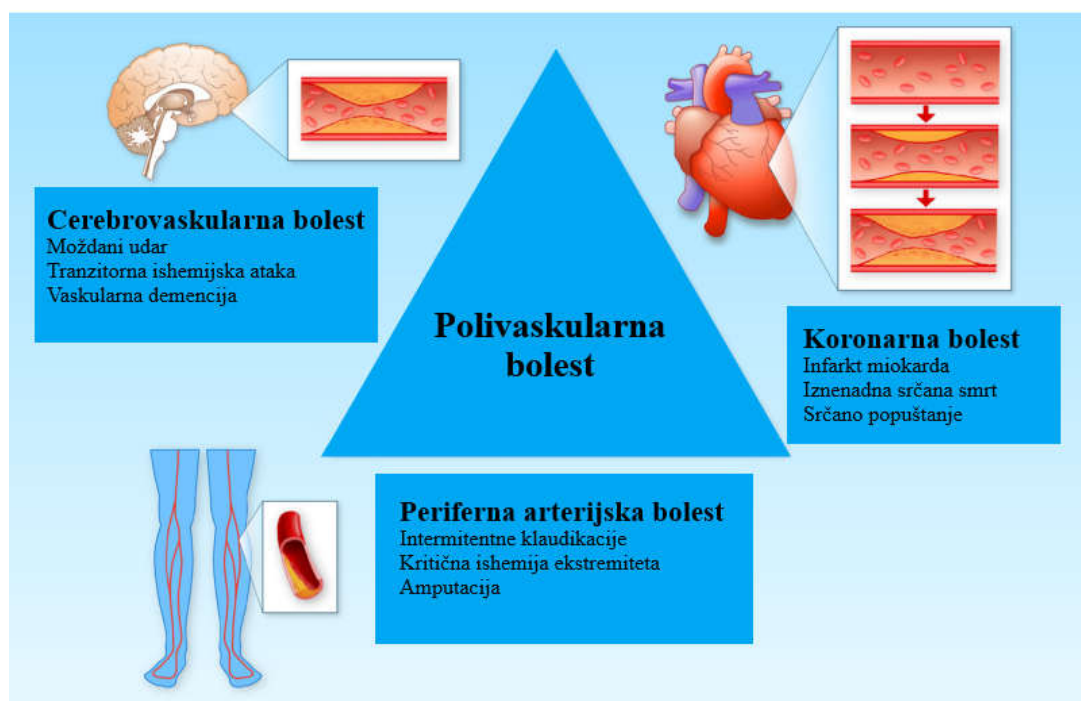 Cerebrovaskularna bolest
Moždani udar
Tranzitorna ishemijska ataka
Vaskularna demencija
Polivaskularna
bolest
Koronarna bolest
Infarkt miokarda
Iznenadna srčana smrt
Srčano popuštanje
Periferna arterijska bolest
Intermitentne klaudikacije
Kritična ishemija ekstremiteta
Amputacija